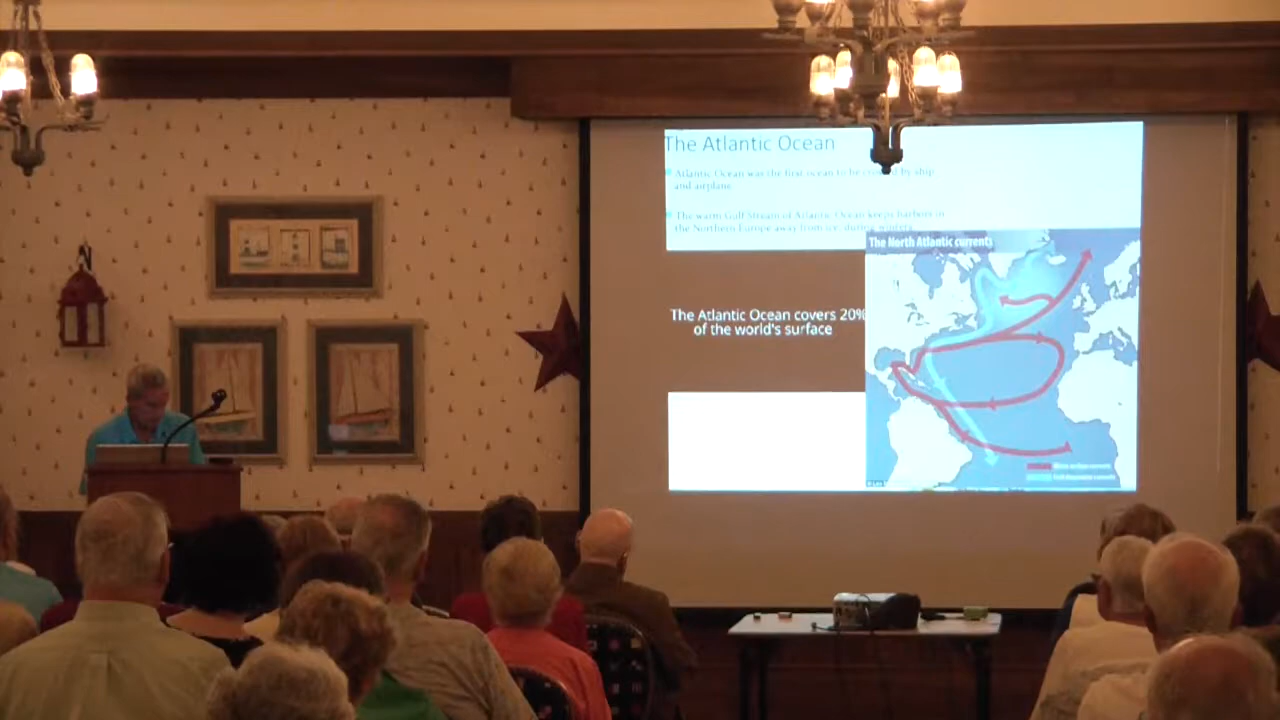 The Atlantic Ocean
Atlantic Ocean was the first ocean to be crossed by ship
and airplane.
The warm Gulf Stream of Atlantic Ocean keeps harbors in
the Northern Europe away from ice, during winters.
The North Atlantic currents
The Atlantic Ocean covers 20%
of the world's surface